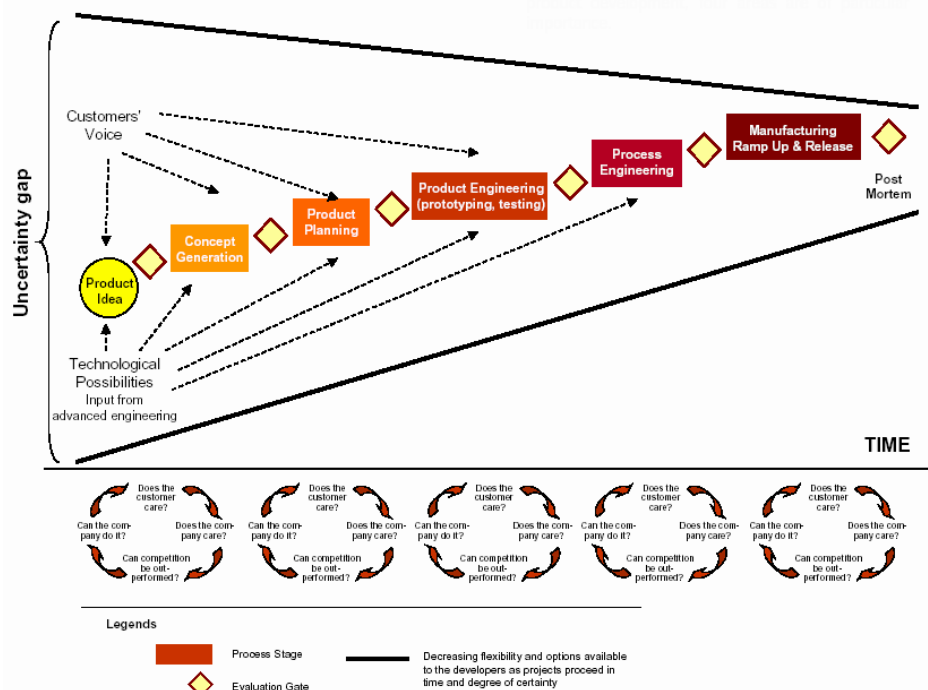 Customers'
Voice
Uncertainty gap
Product
Idea
Concept
Generation
Product
Planning
Product Engineering
(prototyping, testing)
Process
Engineering
Manufacturing
Ramp Up & Release
Post
Mortem
Technological
Possibilities
Input from
advanced engineering
TIME
Does the
customer
care?
Can the com-
pany do it?
Does the com-
pany care?
Can competition
be out-
performed?
Does the
customer
care?
Can the com-
pany do it?
Does the com-
pany care?
Can competition
be out-
performed?
Does the
customer
care?
Can the com-
pany do it?
Does the com-
pany care?
Can competition
be out-
performed?
Does the
customer
care?
Can the com-
pany do it?
Does the com-
pany care?
Can competition
be out-
performed?
Does the
customer
care?
Can the com-
pany do it?
Does the com-
pany care?
Can competition
be out-
performed?
Legends
Process Stage
Decreasing flexibility and options available
to the developers as projects proceed in
time and degree of certainty
Evaluation Gate